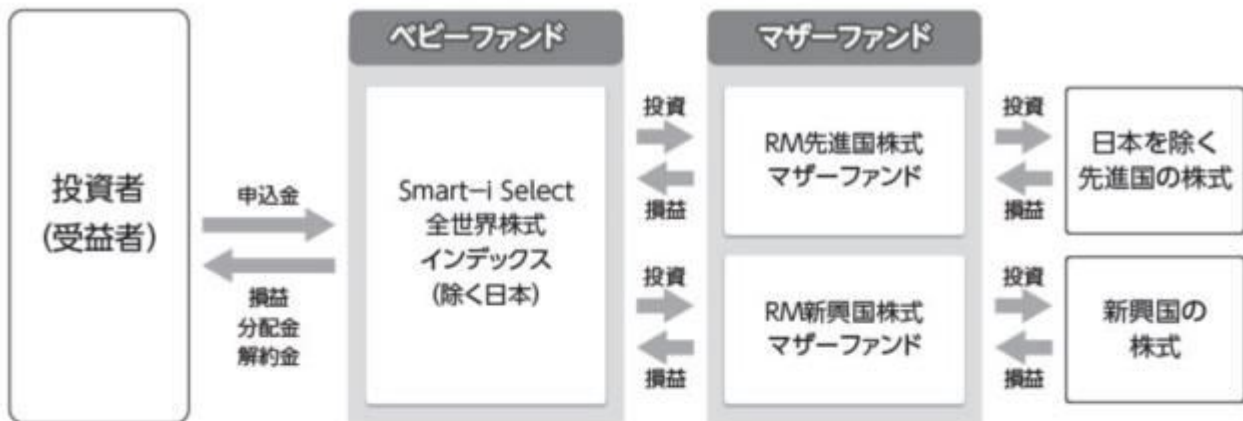 ベビーファンド
マザーファンド
投資者
(受益者)
申込金
損益
分配金
解約金
Smart-i Select
全世界株式
インデックス
(除く日本)
投資
損益
RM先進国株式
マザーファンド
投資
損益
日本を除く
先進国の株式
投資
損益
RM新興国株式
マザーファンド
投資
損益
新興国の
株式